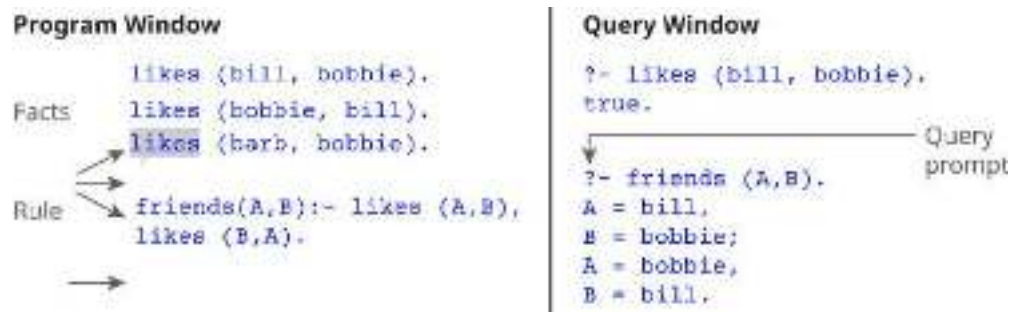 Program Window
likes (bill, bobbie).
Facts
likes (bobbie, bill).
likes (barb, bobbie).
Rule
friends(A,B):- likes (A,B),
likes (B,A).
Query Window
?- likes (bill, bobbie).
true.
Query
prompt
?- friends (A,B).
A = bill,
B = bobbie;
A = bobbie,
B = bill.